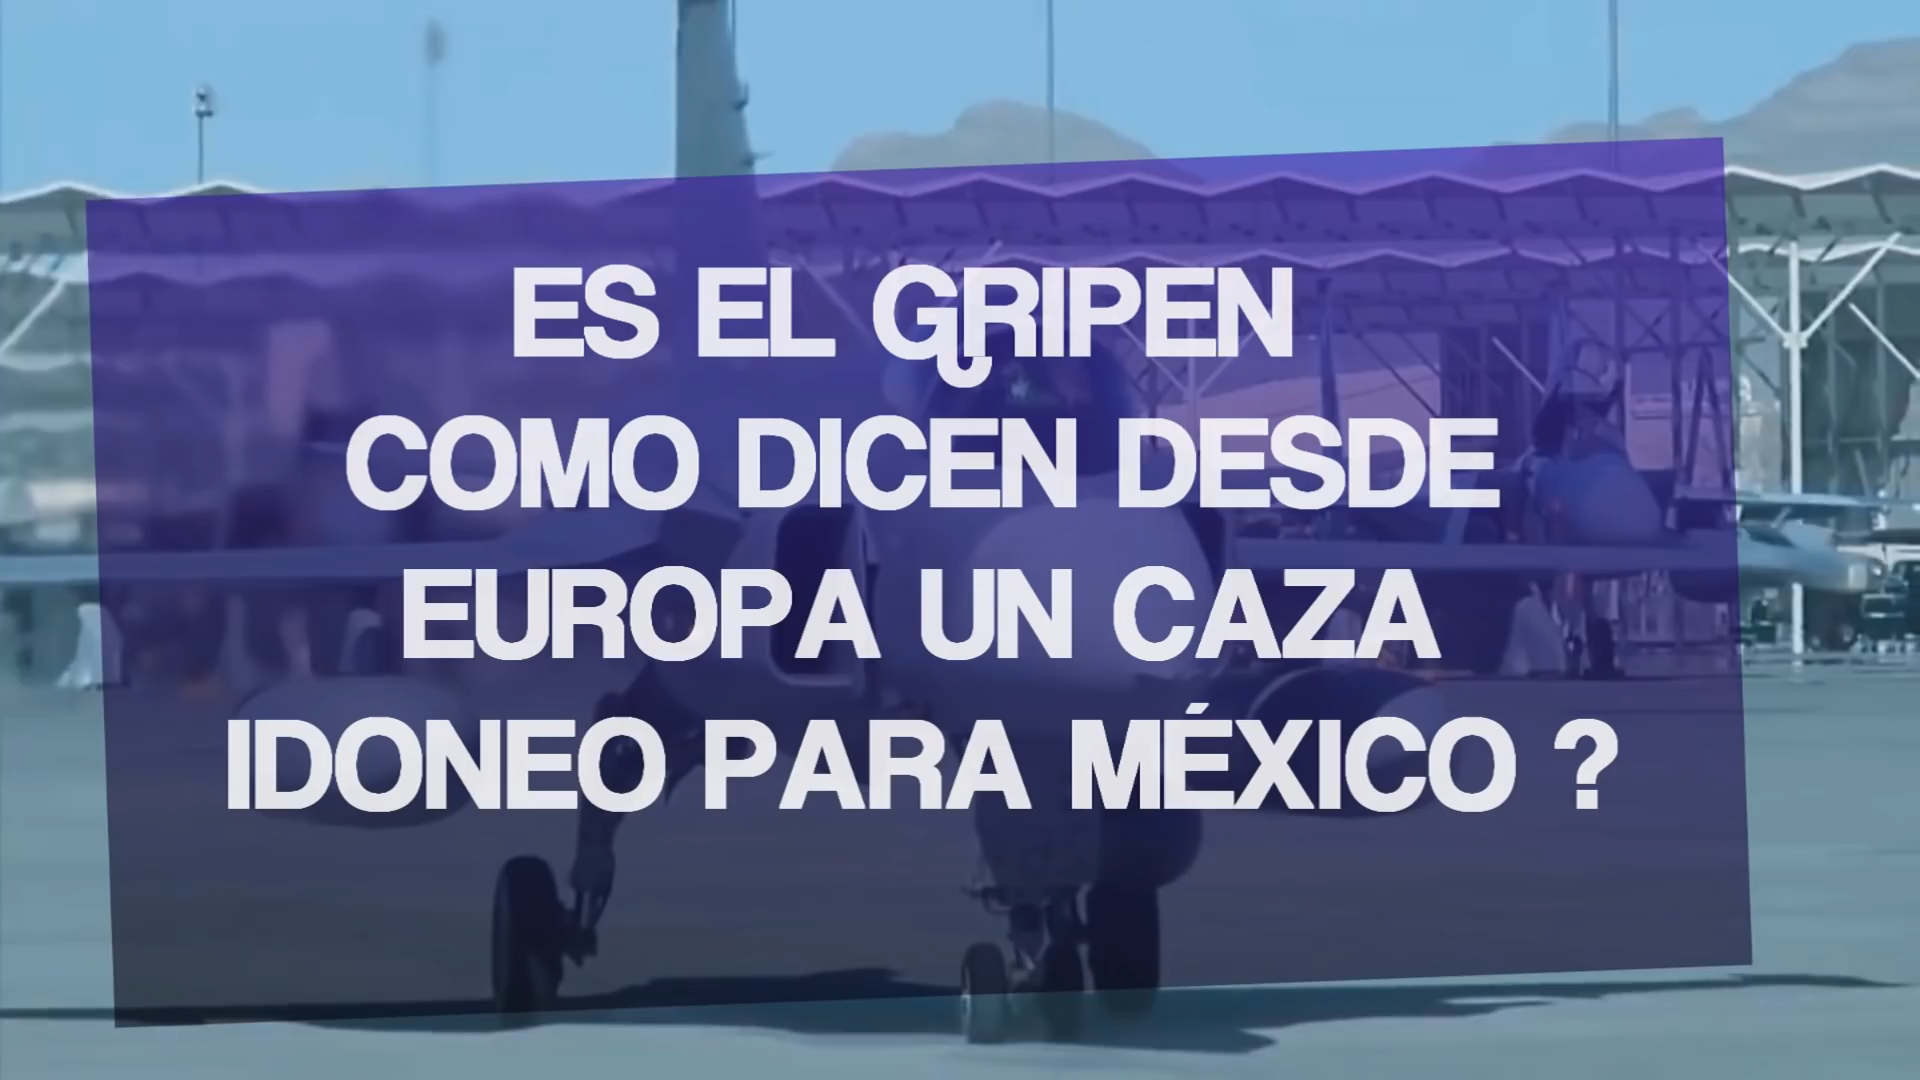 ES EL GRIPEN
COMO DICEN DESDE
EUROPA UN CAZA
IDONEO PARA MÉXICO ?